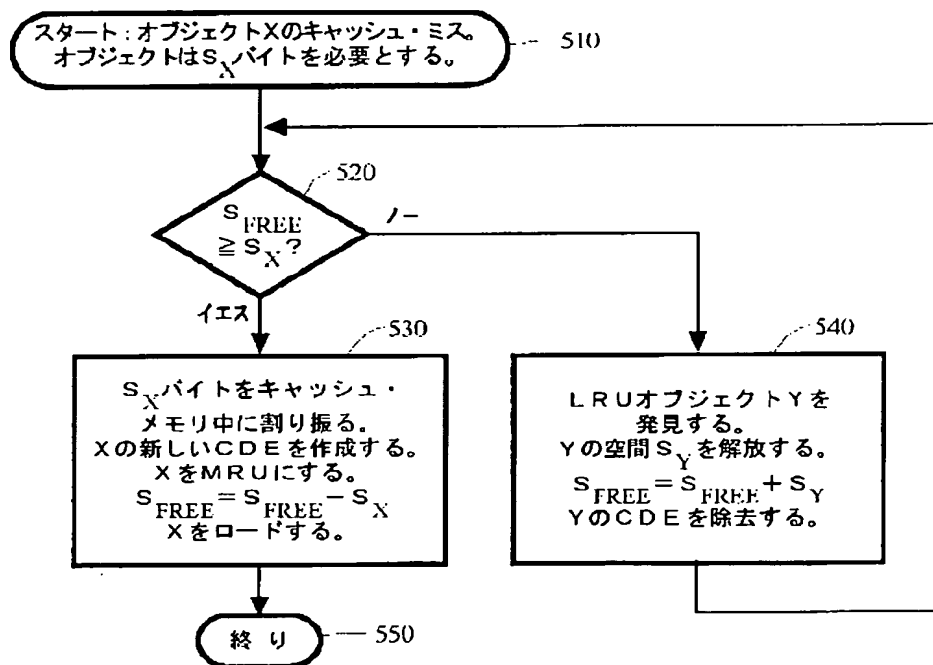 スタート：オブジェクトXのキャッシュ・ミス。
オブジェクトはSXバイトを必要とする。
510
520
SFREE
≧SX?
ノー
イエス
530
SXバイトをキャッシュ・
メモリ中に割り振る。
Xの新しいCDEを作成する。
XをMRUにする。
SFREE=SFREE−SX
Xをロードする。
540
LRUオブジェクトYを
発見する。
Yの空間SYを解放する。
SFREE=SFREE+SY
YのCDEを除去する。
終り
550